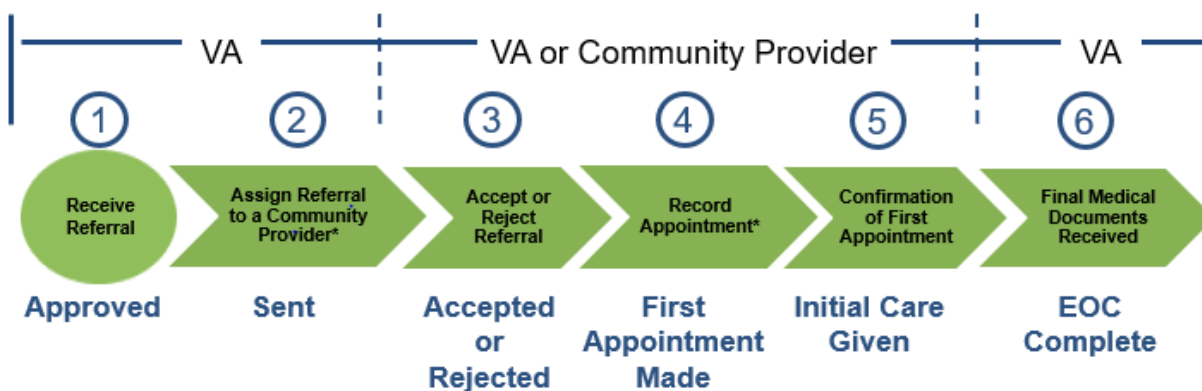 VA
VA or Community Provider
VA
1
2
3
4
5
6
Receive
Referral
Assign Referral
to a Community
Provider*
Accept or
Reject
Referral
Record
Appointment*
Confirmation
of First
Appointment
Final Medical
Documents
Received
Approved
Sent
Accepted
or
Rejected
First
Appointment
Made
Initial Care
Given
EOC
Complete